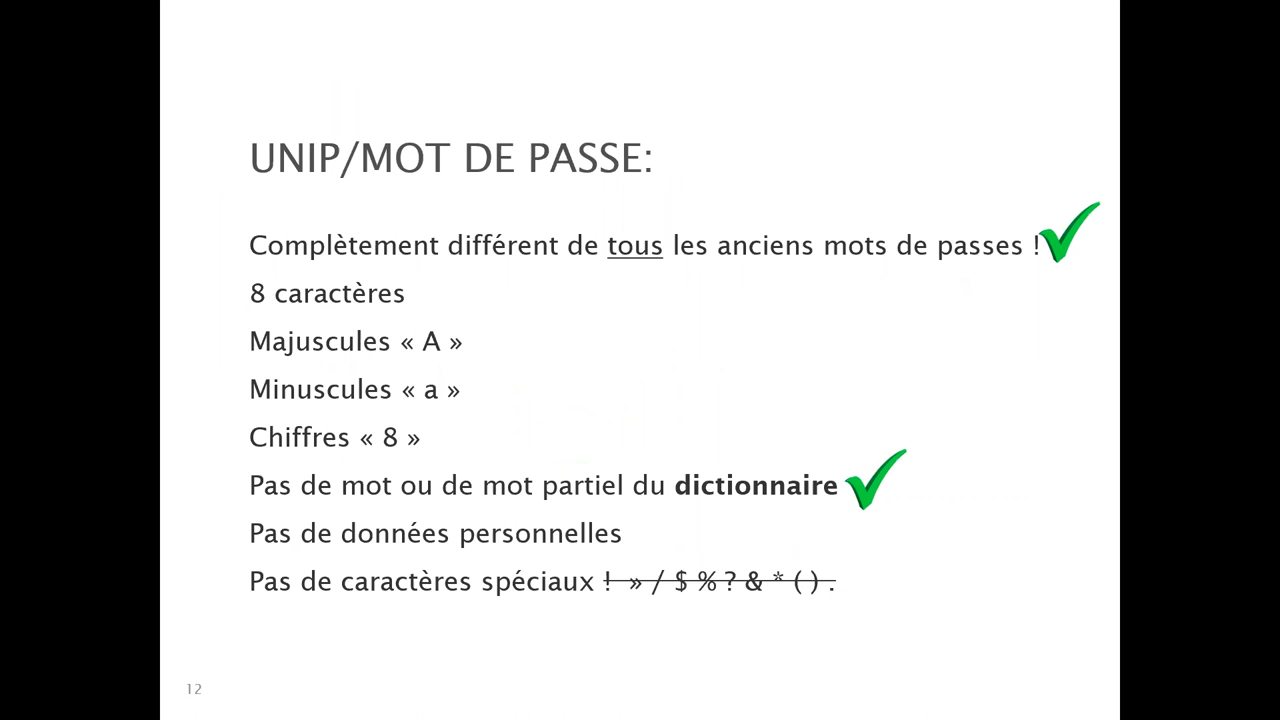 UNIP/MOT DE PASSE:
Complètement différent de tous les anciens mots de passes !
8 caractères
Majuscules « A »
Minuscules « a »
Chiffres « 8 »
Pas de mot ou de mot partiel du dictionnaire
Pas de données personnelles
Pas de caractères spéciaux ! » / $ % ? & * ( ) .
12